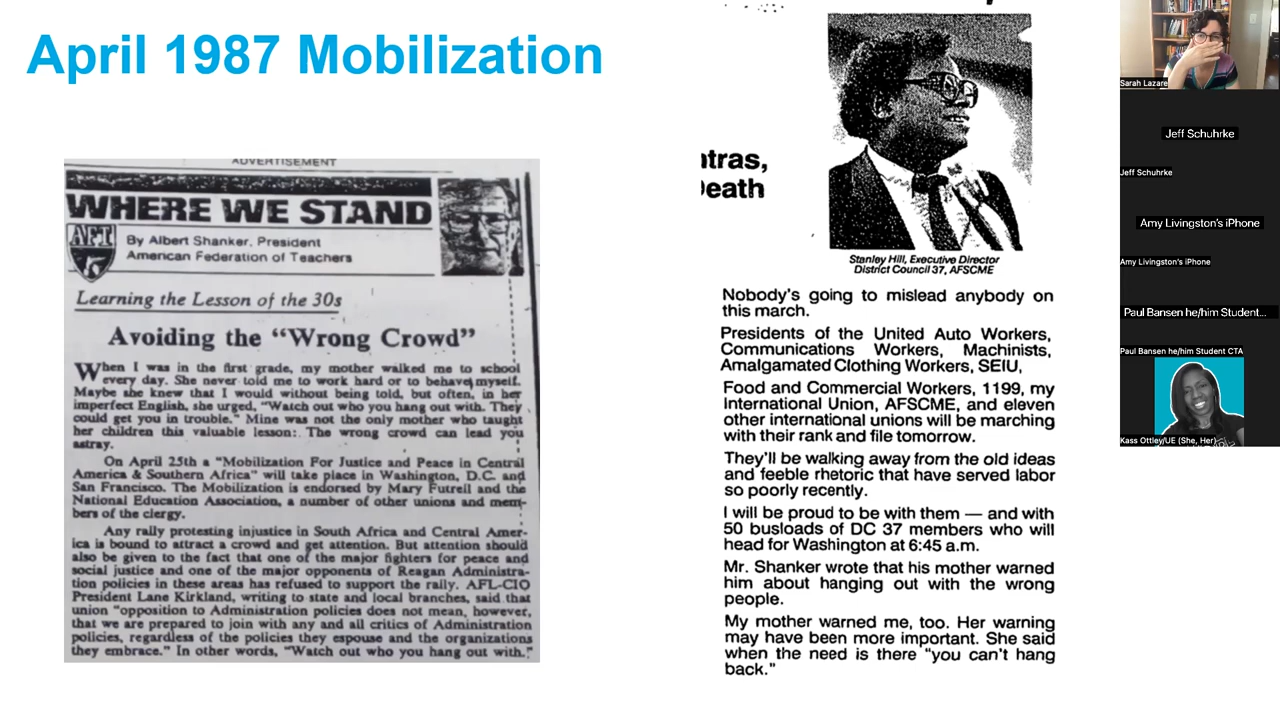 April 1987 Mobilization
ADVERTISEMENT
WHERE WE STAND
AFT
By Albert Shanker, President
American Federation of Teachers
Learning the Lesson of the 30s
Avoiding the “Wrong Crowd”
When I was in the first grade, my mother walked me to school
every day. She never told me to work hard or to behave myself.
Maybe she knew that I would without being told, but often, in her
imperfect English, she urged, “Watch out who you hang out with. They
could get you in trouble.” Mine was not the only mother who taught
her children this valuable lesson: The wrong crowd can lead you
astray.
On April 25th a “Mobilization For Justice and Peace in Central
America & Southern Africa” will take place in Washington, D.C. and
San Francisco. The Mobilization is endorsed by Mary Futrell and the
National Education Association, a number of other unions and mem-
bers of the clergy.
Any rally protesting injustice in South Africa and Central Amer-
ica is bound to attract a crowd and get attention. But attention should
also be given to the fact that one of the major fighters for peace and
social justice and one of the major opponents of Reagan Administra-
tion policies in these areas has refused to support the rally. AFL-CIO
President Lane Kirkland, writing to state and local branches, said that
union “opposition to Administration policies does not mean, however,
that we are prepared to join with any and all critics of Administration
policies, regardless of the policies they espouse and the organizations
they embrace.” In other words, “Watch out who you hang out with.”
ntras,
Death
Stanley Hill, Executive Director
District Council 37, AFSCME
Nobody's going to mislead anybody on
this march.
Presidents of the United Auto Workers,
Communications Workers, Machinists,
Amalgamated Clothing Workers, SEIU,
Food and Commercial Workers, 1199, my
International Union, AFSCME, and eleven
other international unions will be marching
with their rank and file tomorrow.
They'll be walking away from the old ideas
and feeble rhetoric that have served labor
so poorly recently.
I will be proud to be with them — and with
50 busloads of DC 37 members who will
head for Washington at 6:45 a.m.
Mr. Shanker wrote that his mother warned
him about hanging out with the wrong
people.
My mother warned me, too. Her warning
may have been more important. She said
when the need is there “you can't hang
back.”
Sarah Lazare
Jeff Schuhrke
Jeff Schuhrke
Amy Livingston's iPhone
Amy Livingston's iPhone
Paul Bansen he/him Student...
Paul Bansen he/him Student CTA
Kass Ottley/UE (She, Her)